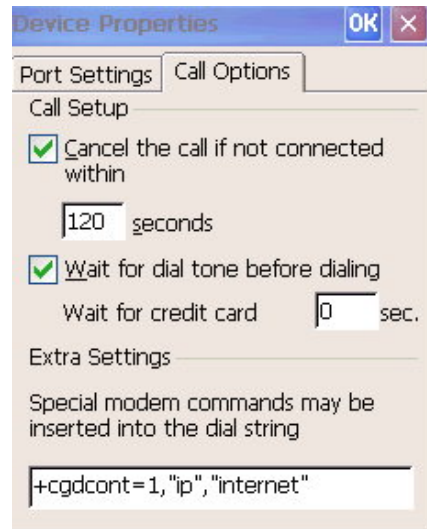 Device Properties OK ×
Port Settings Call Options
Call Setup
Cancel the call if not connected
within
120 seconds
Wait for dial tone before dialing
Wait for credit card 0 sec.
Extra Settings
Special modem commands may be
inserted into the dial string
+cgdcont=1,"ip","internet"